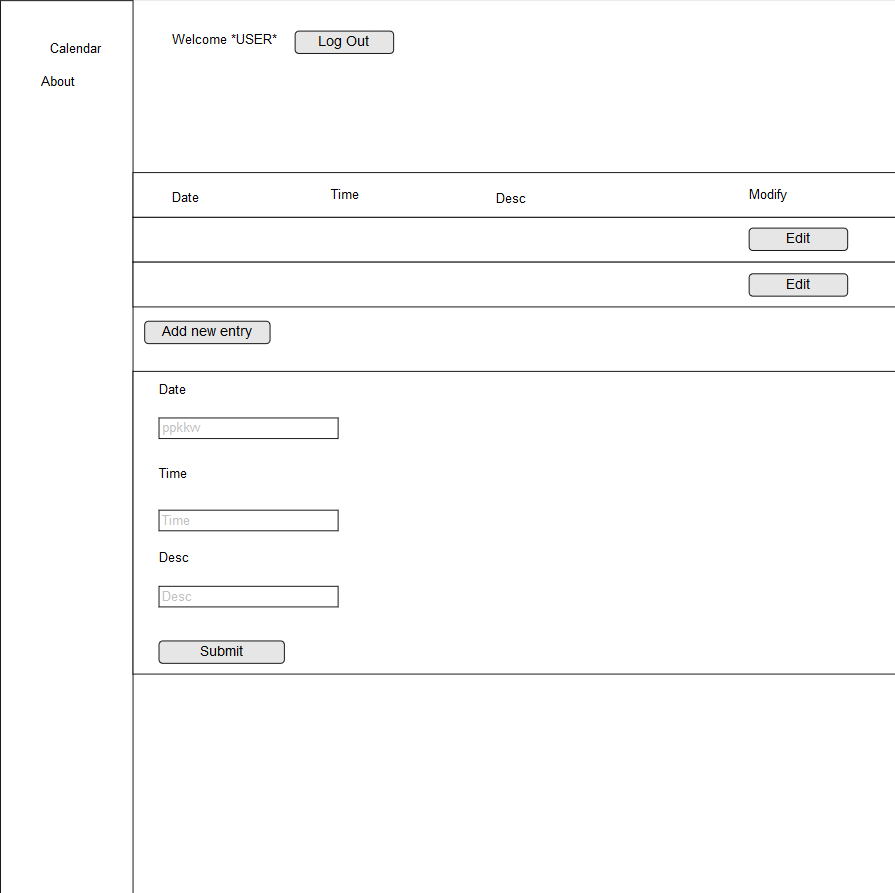 Calendar
About
Welcome *USER*
Log Out
Date
Time
Desc
Modify
Edit
Edit
Add new entry
Date
ppkkvv
Time
Time
Desc
Desc
Submit